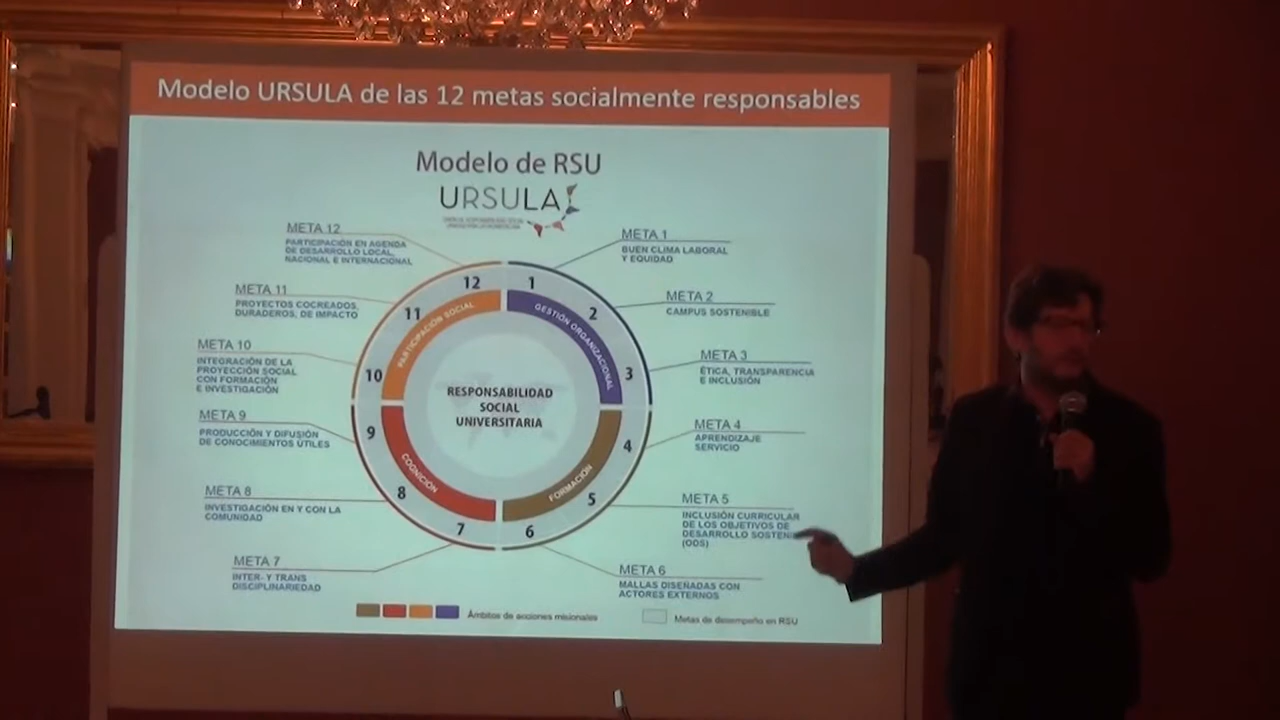 Modelo URSULA de las 12 metas socialmente responsables
Modelo de RSU
URSULA
META 12
PARTICIPACIÓN EN AGENDA
DE DESARROLLO LOCAL,
NACIONAL E INTERNACIONAL
META 11
PROYECTOS COCREADOS,
DURADEROS, DE IMPACTO
META 10
INTEGRACIÓN DE LA
PROYECCIÓN SOCIAL
CON FORMACIÓN
E INVESTIGACIÓN
META 9
PRODUCCIÓN Y DIFUSIÓN
DE CONOCIMIENTOS ÚTILES
META 8
INVESTIGACIÓN EN Y CON LA
COMUNIDAD
META 7
INTER- Y TRANS
DISCIPLINARIEDAD
12
11
10
9
8
7
1
2
3
4
5
6
PARTICIPACIÓN SOCIAL
GESTIÓN ORGANIZACIONAL
COGNICIÓN
FORMACIÓN
RESPONSABILIDAD
SOCIAL
UNIVERSITARIA
META 1
BUEN CLIMA LABORAL
Y EQUIDAD
META 2
CAMPUS SOSTENIBLE
META 3
ÉTICA, TRANSPARENCIA
E INCLUSIÓN
META 4
APRENDIZAJE
SERVICIO
META 5
INCLUSIÓN CURRICULAR
DE LOS OBJETIVOS DE
DESARROLLO SOSTEN
(ODS)
META 6
MALLAS DISEÑADAS CON
ACTORES EXTERNOS
Ámbitos de acciones misionales
Metas de desempeño en RSU